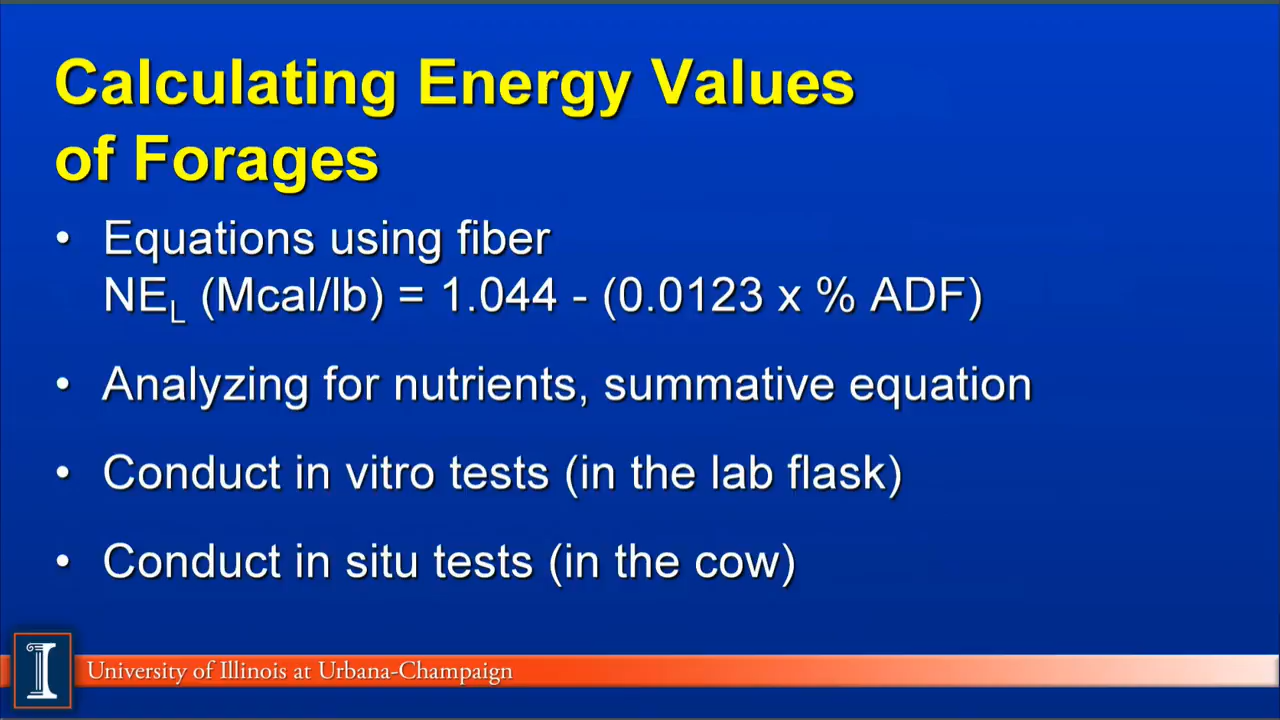 Calculating Energy Values
of Forages
• Equations using fiber
NEL (Mcal/lb) = 1.044 - (0.0123 x % ADF)
• Analyzing for nutrients, summative equation
• Conduct in vitro tests (in the lab flask)
• Conduct in situ tests (in the cow)
I
University of Illinois at Urbana-Champaign